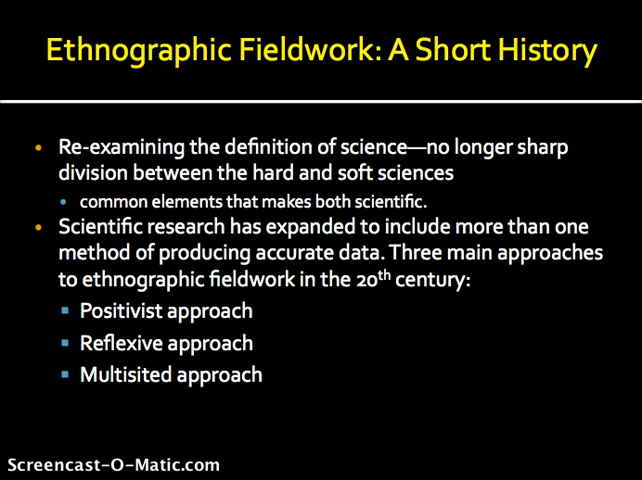 Ethnographic Fieldwork: A Short History
• Re-examining the definition of science—no longer sharp
division between the hard and soft sciences
• common elements that makes both scientific.
• Scientific research has expanded to include more than one
method of producing accurate data. Three main approaches
to ethnographic fieldwork in the 20th century:
▪ Positivist approach
▪ Reflexive approach
▪ Multisited approach
Screencast-O-Matic.com